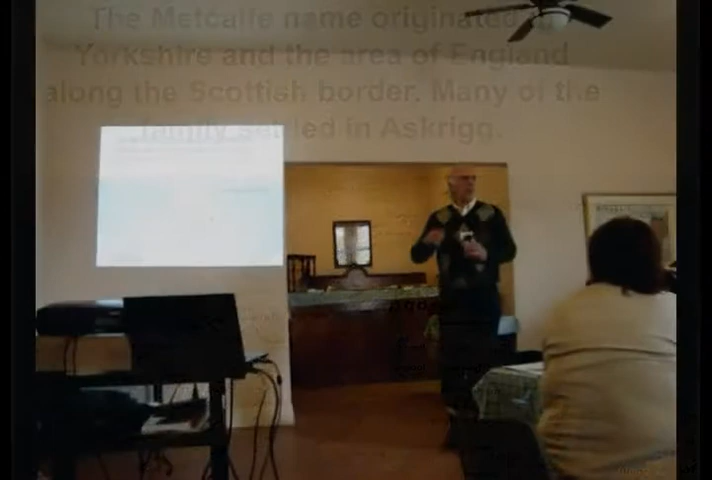 The Metcalfe name originated in
Yorkshire and the area of England
along the Scottish border. Many of the
family settled in Askrigg.